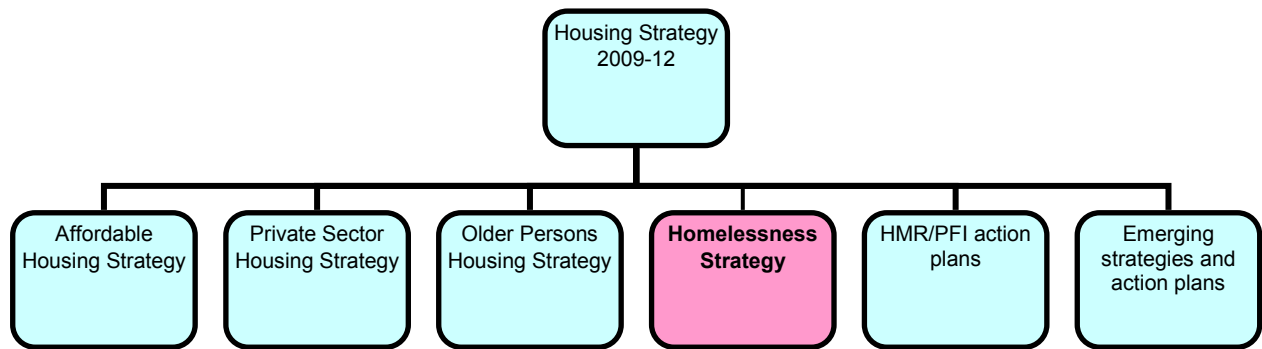 Housing Strategy
2009-12
Affordable
Housing Strategy
Private Sector
Housing Strategy
Older Persons
Housing Strategy
Homelessness
Strategy
HMR/PFI action
plans
Emerging
strategies and
action plans